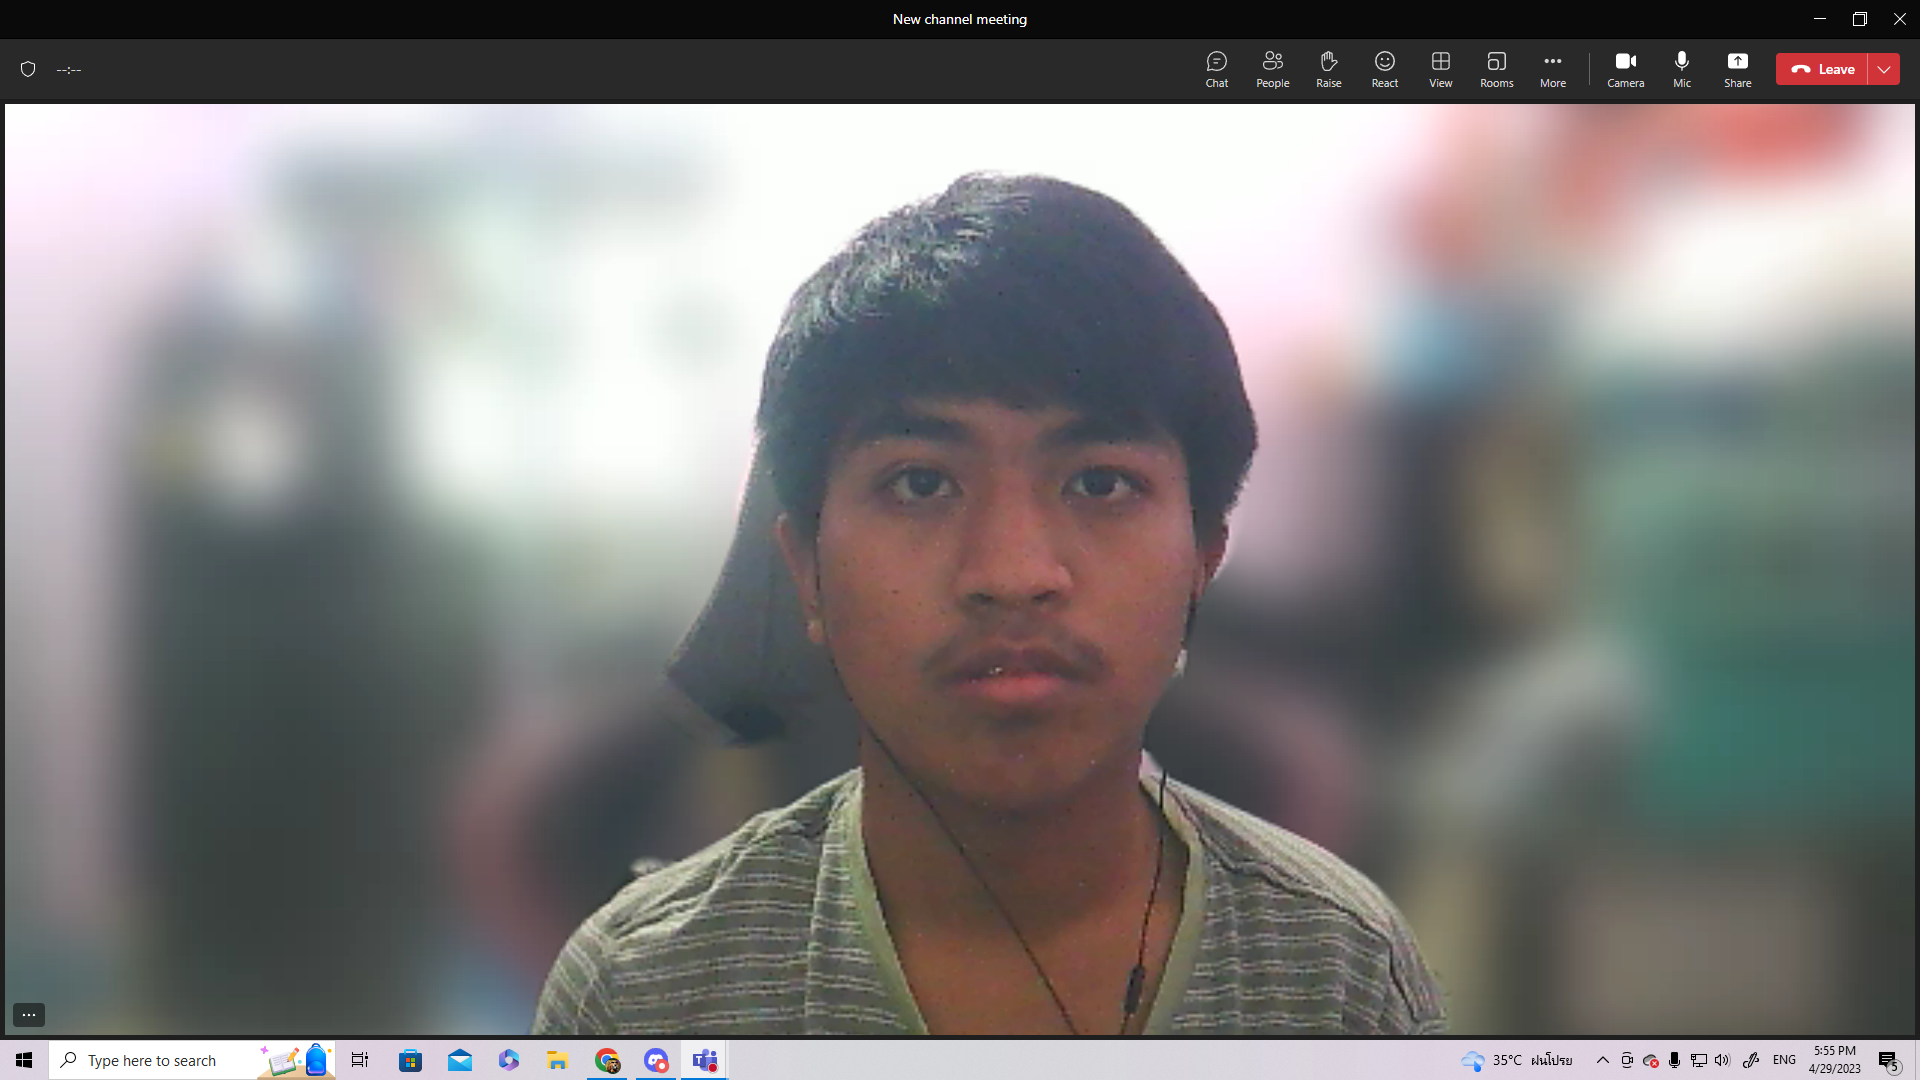 New channel meeting
--:--
Chat
People
Raise
React
View
Rooms
More
Camera
Mic
Share
Leave
Type here to search
35°C ฝนโปรย
ENG
5:55 PM
4/29/2023
5